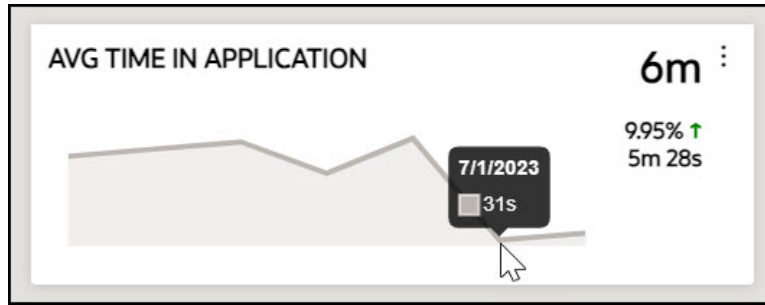 AVG TIME IN APPLICATION
6m
9.95% ↑
5m 28s
7/1/2023
31s